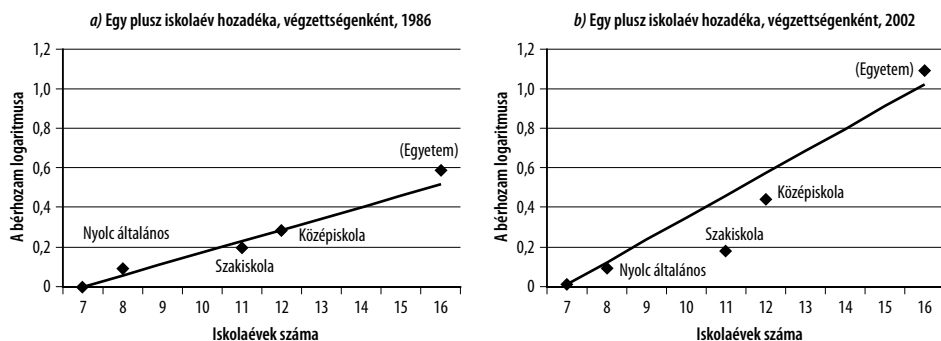 a) Egy plusz iskolaév hozadéka, végzettségenként, 1986
A bérhozam logaritmusa
1,2
1,0
0,8
0,6
0,4
0,2
0
(Egyetem)
Nyolc általános
Középiskola
Szakiskola
7 8 9 10 11 12 13 14 15 16
Iskolaévek száma
b) Egy plusz iskolaév hozadéka, végzettségenként, 2002
A bérhozam logaritmusa
1,2
1,0
0,8
0,6
0,4
0,2
0
(Egyetem)
Középiskola
Szakiskola
Nyolc általános
7 8 9 10 11 12 13 14 15 16
Iskolaévek száma